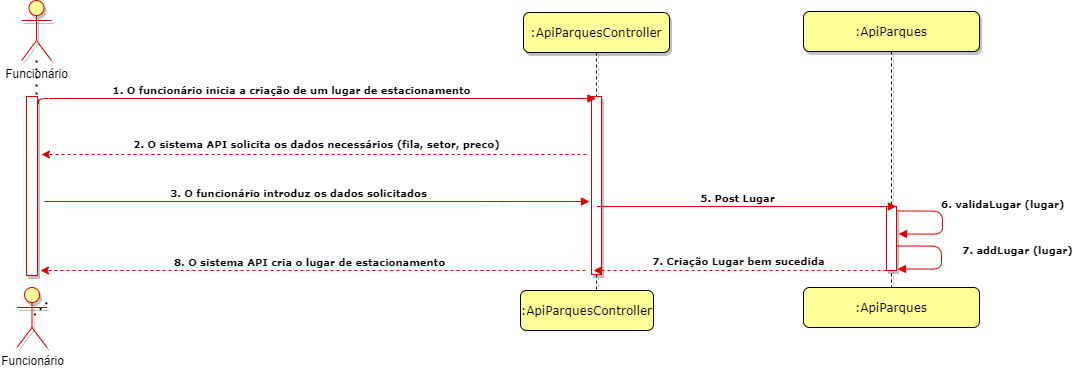 :ApiParquesController
:ApiParques
Funcionário
1. O funcionário inicia a criação de um lugar de estacionamento
2. O sistema API solicita os dados necessários (fila, setor, preco)
3. O funcionário introduz os dados solicitados
5. Post Lugar
6. validaLugar (lugar)
7. addLugar (lugar)
7. Criação Lugar bem sucedida
8. O sistema API cria o lugar de estacionamento
:ApiParquesController
:ApiParques
Funcionário